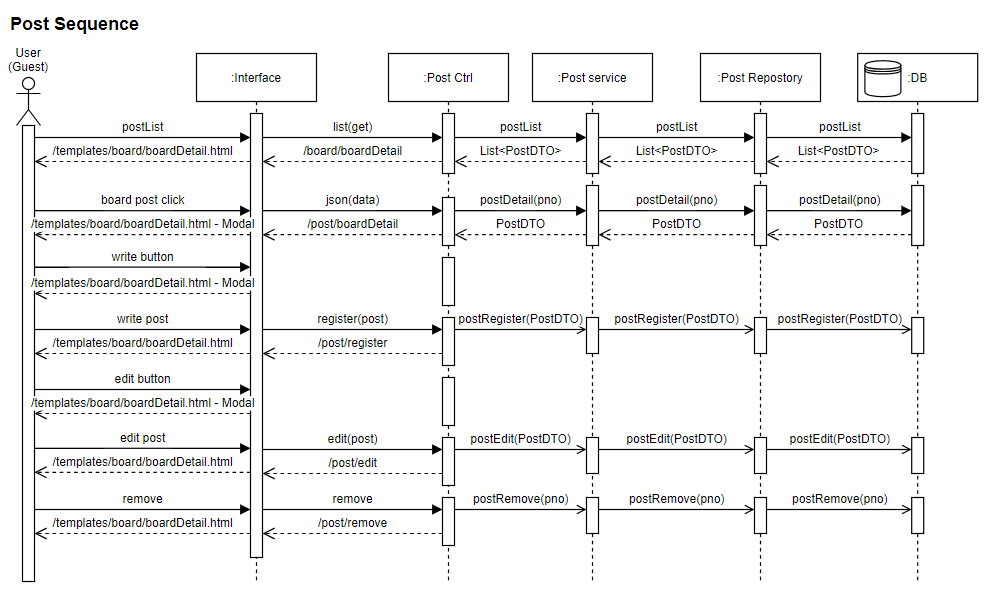 Post Sequence
User
(Guest)
:Interface
:Post Ctrl
:Post service
:Post Repostory
:DB
postList
list(get)
postList
postList
postList
/templates/board/boardDetail.html
/board/boardDetail
List<PostDTO>
List<PostDTO>
List<PostDTO>
board post click
json(data)
postDetail(pno)
postDetail(pno)
postDetail(pno)
/templates/board/boardDetail.html - Modal
/post/boardDetail
PostDTO
PostDTO
PostDTO
write button
/templates/board/boardDetail.html - Modal
write post
register(post)
postRegister(PostDTO)
postRegister(PostDTO)
postRegister(PostDTO)
/templates/board/boardDetail.html
/post/register
edit button
/templates/board/boardDetail.html - Modal
edit post
edit(post)
postEdit(PostDTO)
postEdit(PostDTO)
postEdit(PostDTO)
/templates/board/boardDetail.html
/post/edit
remove
remove
postRemove(pno)
postRemove(pno)
postRemove(pno)
/templates/board/boardDetail.html
/post/remove